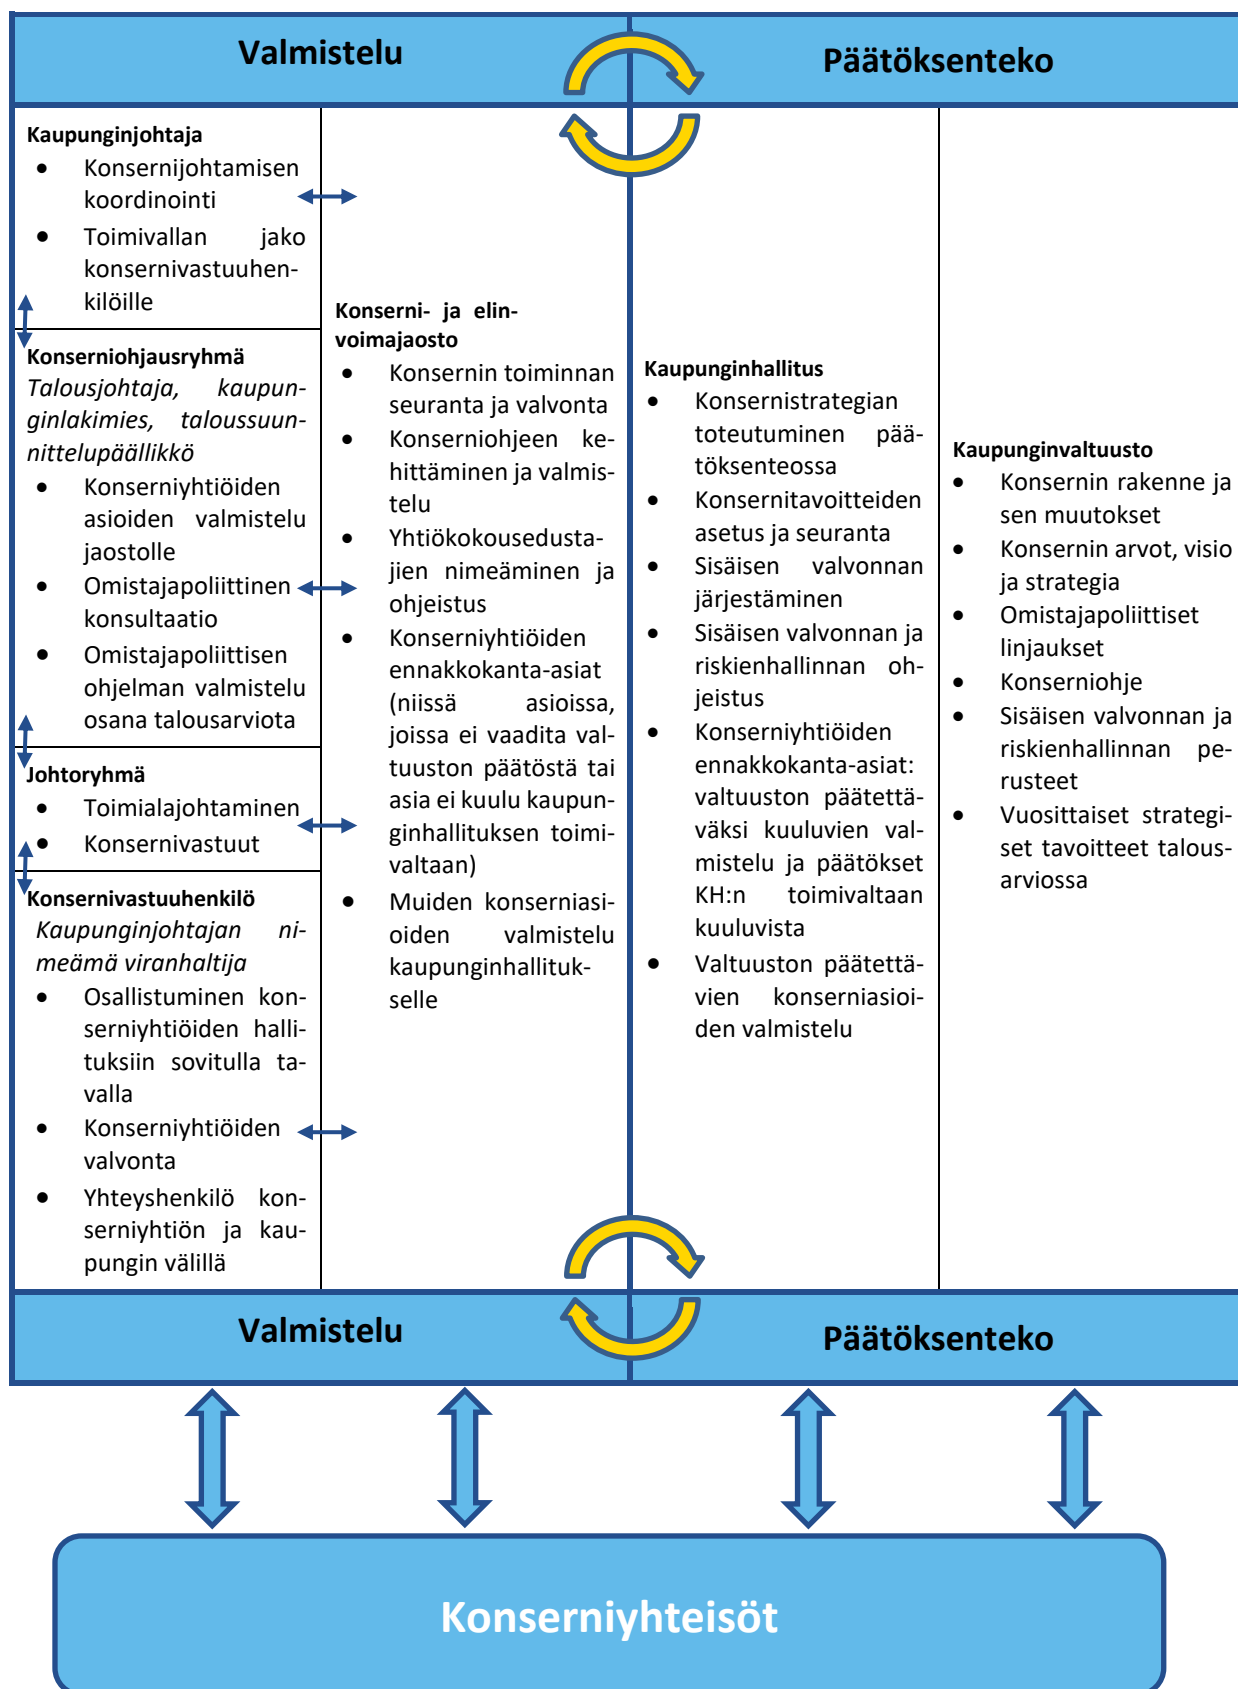 Valmistelu
Päätöksenteko
Kaupunginjohtaja
• Konsernijohtamisen
koordinointi
• Toimivallan jako
konsernivastuuhen-
kilöille
Konserniohjausryhmä
Talousjohtaja, kaupun-
ginlakimies, taloussuun-
nittelupäällikkö
• Konserniyhtiöiden
asioiden valmistelu
jaostolle
• Omistajapoliittinen
konsultaatio
• Omistajapoliittisen
ohjelman valmistelu
osana talousarviota
Johtoryhmä
• Toimialajohtaminen
• Konsernivastuut
Konsernivastuuhenkilö
Kaupunginjohtajan ni-
meämä viranhaltija
• Osallistuminen kon-
serniyhtiöiden halli-
tuksiin sovitulla ta-
valla
• Konserniyhtiöiden
valvonta
• Yhteyshenkilö kon-
serniyhtiön ja kau-
pungin välillä
Konserni- ja elin-
voimajaosto
• Konsernin toiminnan
seuranta ja valvonta
• Konserniohjeen ke-
hittäminen ja valmis-
telu
• Yhtiökokousedusta-
jien nimeäminen ja
ohjeistus
• Konserniyhtiöiden
ennakkokanta-asiat
(niissä asioissa,
joissa ei vaadita val-
tuuston päätöstä tai
asia ei kuulu kaupun-
ginhallituksen toimi-
valtaan)
• Muiden konserniasi-
oiden valmistelu
kaupunginhallituk-
selle
Kaupunginhallitus
• Konsernistrategian
toteutuminen pää-
töksenteossa
• Konsernitavoitteiden
asetus ja seuranta
• Sisäisen valvonnan
järjestäminen
• Sisäisen valvonnan ja
riskienhallinnan oh-
jeistus
• Konserniyhtiöiden
ennakkokanta-asiat:
valtuuston päätettä-
väksi kuuluvien val-
mistelu ja päätökset
KH:n toimivaltaan
kuuluvista
• Valtuuston päätettä-
vien konserniasioi-
den valmistelu
Kaupunginvaltuusto
• Konsernin rakenne ja
sen muutokset
• Konsernin arvot, visio
ja strategia
• Omistajapoliittiset
linjaukset
• Konserniohje
• Sisäisen valvonnan ja
riskienhallinnan pe-
rusteet
• Vuosittaiset strategi-
set tavoitteet talous-
arviossa
Valmistelu
Päätöksenteko
Konserniyhteisöt